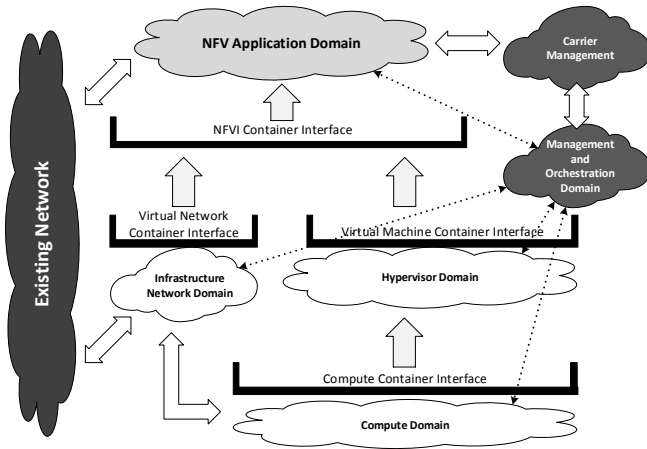 NFV Application Domain
Carrier
Management
NFVI Container Interface
Management
and
Orchestration
Domain
Existing Network
Virtual Network
Container Interface
Virtual Machine Container Interface
Infrastructure
Network Domain
Hypervisor Domain
Compute Container Interface
Compute Domain